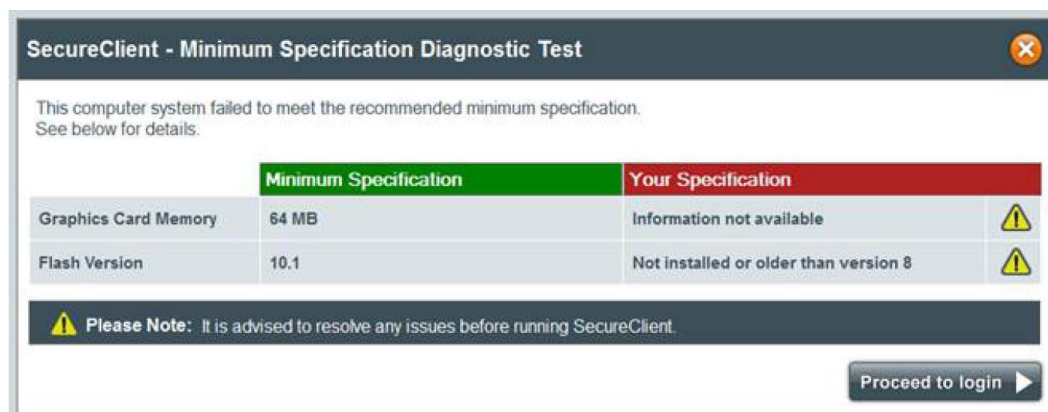 SecureClient - Minimum Specification Diagnostic Test
This computer system failed to meet the recommended minimum specification.
See below for details.
Minimum Specification Your Specification
Graphics Card Memory 64 MB Information not available
Flash Version 10.1 Not installed or older than version 8
Please Note: It is advised to resolve any issues before running SecureClient.
Proceed to login